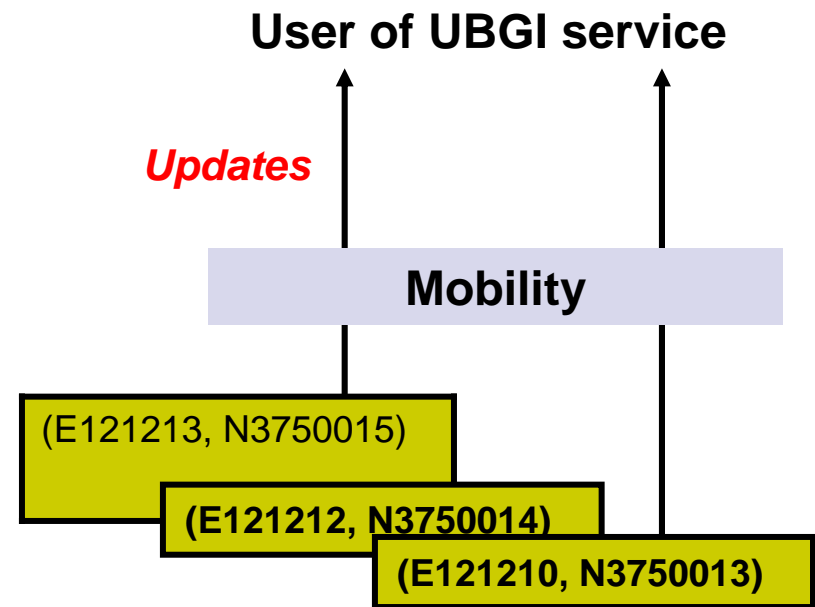 User of UBGI service
Updates
Mobility
(E121213, N3750015)
(E121212, N3750014)
(E121210, N3750013)